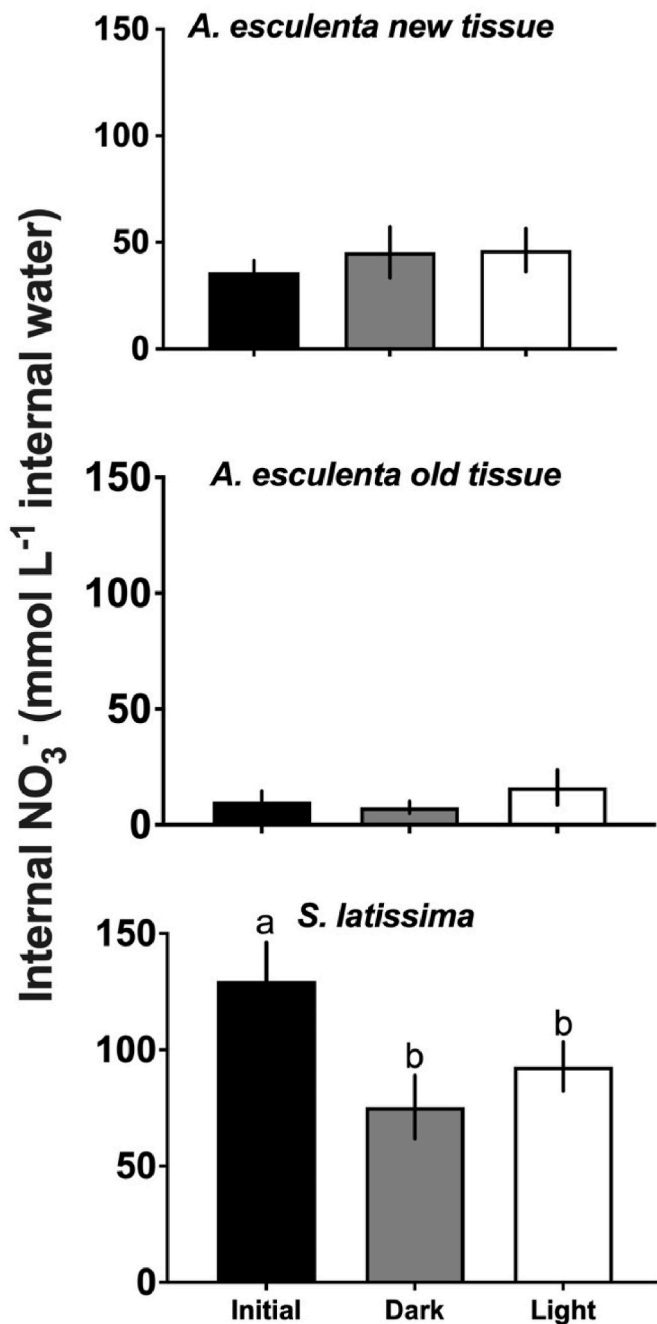 Internal NO₃⁻ (mmol L⁻¹ internal water)
A. esculenta new tissue
150
100
50
0
A. esculenta old tissue
150
100
50
0
S. latissima
150
100
50
0
a
b
b
Initial Dark Light